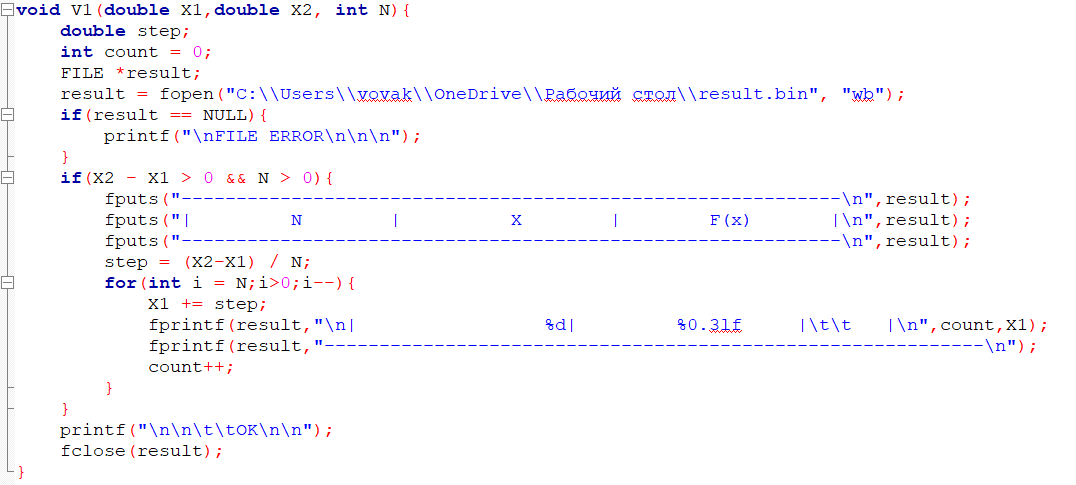 void V1(double X1,double X2, int N){
    double step;
    int count = 0;
    FILE *result;
    result = fopen("C:\\Users\\vovak\\OneDrive\\Рабочий стол\\result.bin", "wb");
    if(result == NULL){
        printf("\nFILE ERROR\n\n\n");
    }
    if(X2 - X1 > 0 && N > 0){
        fputs("------------------------------------------------------------\n",result);
        fputs("|         N        |          X        |        F(x)       |\n",result);
        fputs("------------------------------------------------------------\n",result);
        step = (X2-X1) / N;
        for(int i = N;i>0;i--){
            X1 += step;
            fprintf(result,"\n|                 %d|         %0.3lf     |\t\t   |\n",count,X1);
            fprintf(result,"------------------------------------------------------------\n");
            count++;
        }
    }
    printf("\n\n\t\tOK\n\n");
    fclose(result);
}